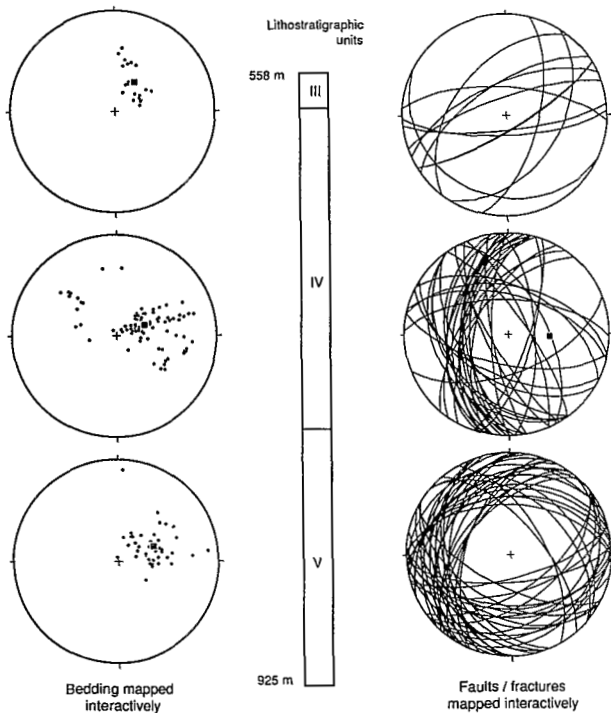 Lithostratigraphic
units
558 m
III
IV
V
925 m
Bedding mapped
interactively
Faults / fractures
mapped interactively